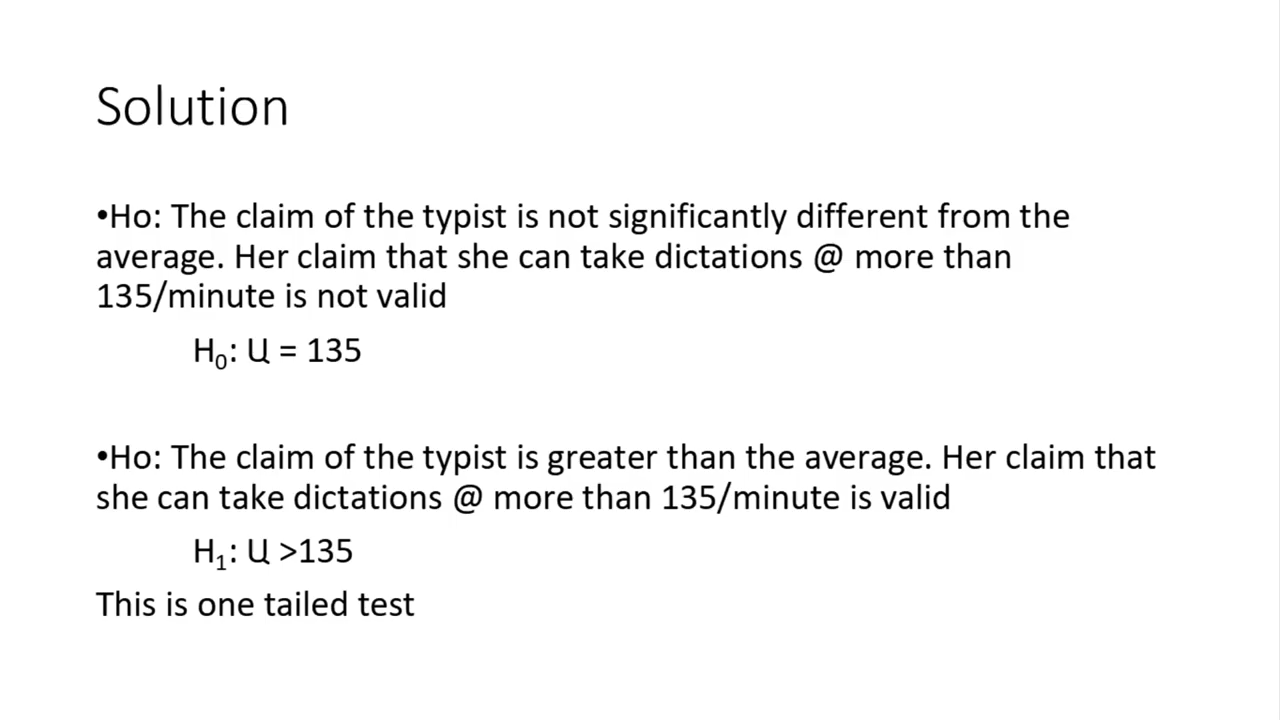 Solution
•Ho: The claim of the typist is not significantly different from the
average. Her claim that she can take dictations @ more than
135/minute is not valid
H₀: Ų = 135
•Ho: The claim of the typist is greater than the average. Her claim that
she can take dictations @ more than 135/minute is valid
H₁: Ų >135
This is one tailed test